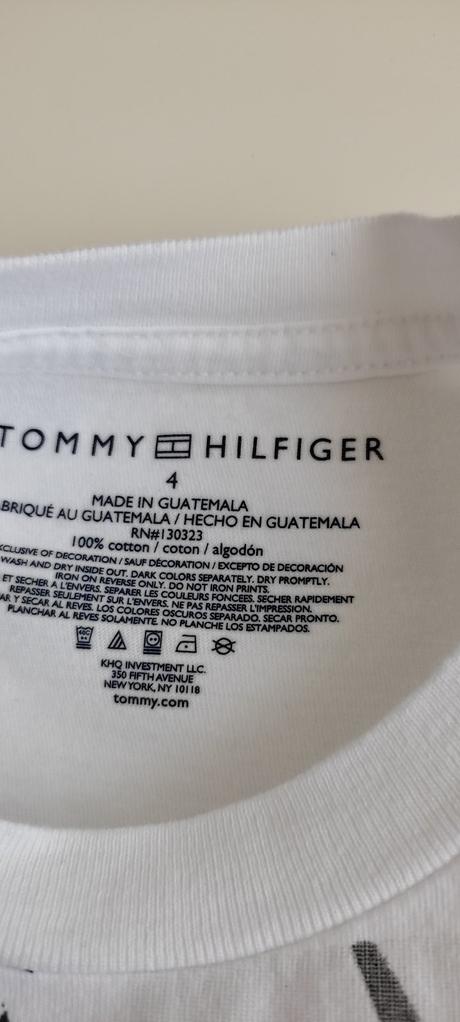 TOMMY HILFIGER
4
MADE IN GUATEMALA
BRIQUÉ AU GUATEMALA / HECHO EN GUATEMALA
RN#130323
100% cotton / coton / algodón
XCLUSIVE OF DECORATION / SAUF DÉCORATION / EXCEPTO DE DECORACIÓN
WASH AND DRY INSIDE OUT. DARK COLORS SEPARATELY. DRY PROMPTLY.
IRON ON REVERSE ONLY. DO NOT IRON PRINTS.
ET SECHER A L'ENVERS. SEPARER LES COULEURS FONCEES. SECHER RAPIDEMENT
REPASSER SEULEMENT SUR L'ENVERS. NE PAS REPASSER L'IMPRESSION.
AR Y SECAR AL REVES. LOS COLORES OSCUROS SEPARADO. SECAR PRONTO.
PLANCHAR AL REVES SOLAMENTE. NO PLANCHE LOS ESTAMPADOS.
40C
KHQ INVESTMENT LLC.
350 FIFTH AVENUE
NEW YORK, NY 10118
tommy.com